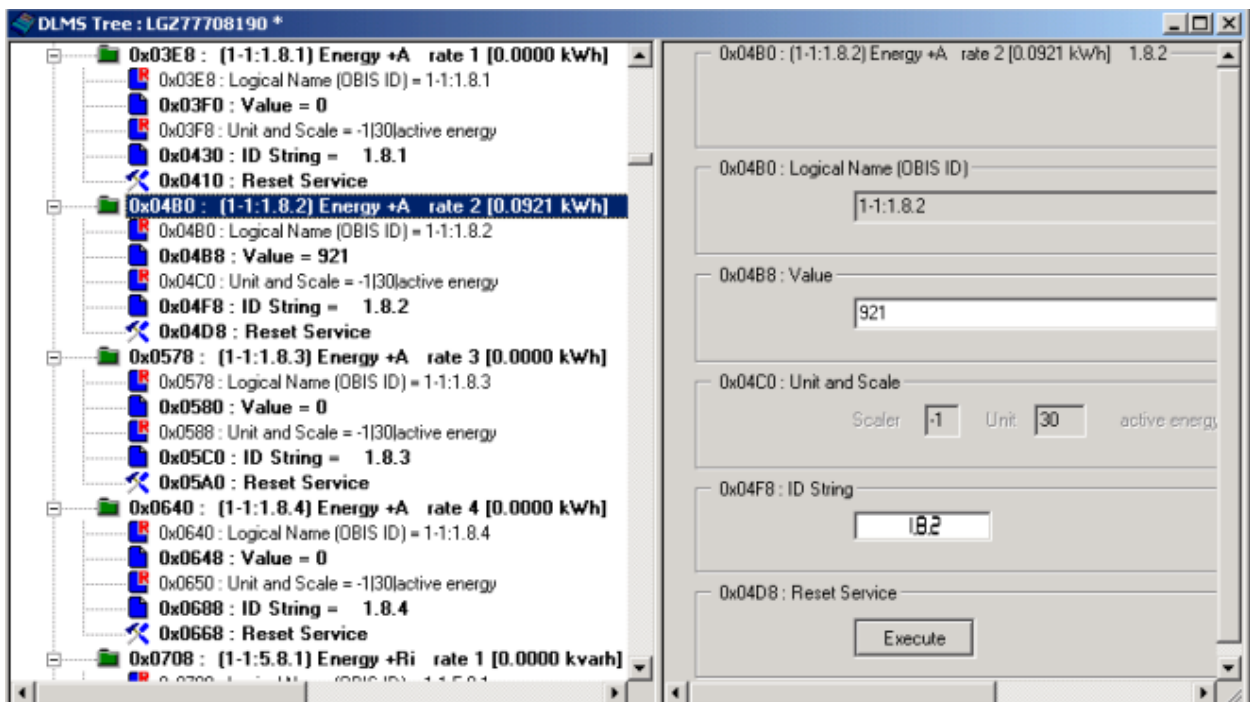 DLMS Tree : LGZ77708190 *
0x03E8 : (1-1:1.8.1) Energy +A rate 1 [0.0000 kWh]
0x03E8 : Logical Name (OBIS ID) = 1-1:1.8.1
0x03F0 : Value = 0
0x03F8 : Unit and Scale = -1|30|active energy
0x0430 : ID String = 1.8.1
0x0410 : Reset Service
0x04B0 : (1-1:1.8.2) Energy +A rate 2 [0.0921 kWh]
0x04B0 : Logical Name (OBIS ID) = 1-1:1.8.2
0x04B8 : Value = 921
0x04C0 : Unit and Scale = -1|30|active energy
0x04F8 : ID String = 1.8.2
0x04D8 : Reset Service
0x0578 : (1-1:1.8.3) Energy +A rate 3 [0.0000 kWh]
0x0578 : Logical Name (OBIS ID) = 1-1:1.8.3
0x0580 : Value = 0
0x0588 : Unit and Scale = -1|30|active energy
0x05C0 : ID String = 1.8.3
0x05A0 : Reset Service
0x0640 : (1-1:1.8.4) Energy +A rate 4 [0.0000 kWh]
0x0640 : Logical Name (OBIS ID) = 1-1:1.8.4
0x0648 : Value = 0
0x0650 : Unit and Scale = -1|30|active energy
0x0688 : ID String = 1.8.4
0x0668 : Reset Service
0x0708 : (1-1:5.8.1) Energy +Ri rate 1 [0.0000 kvarh]
0x04B0 : (1-1:1.8.2) Energy +A rate 2 [0.0921 kWh] 1.8.2
0x04B0 : Logical Name (OBIS ID)
1-1:1.8.2
0x04B8 : Value
921
0x04C0 : Unit and Scale
Scaler -1 Unit 30 active energy
0x04F8 : ID String
1.8.2
0x04D8 : Reset Service
Execute